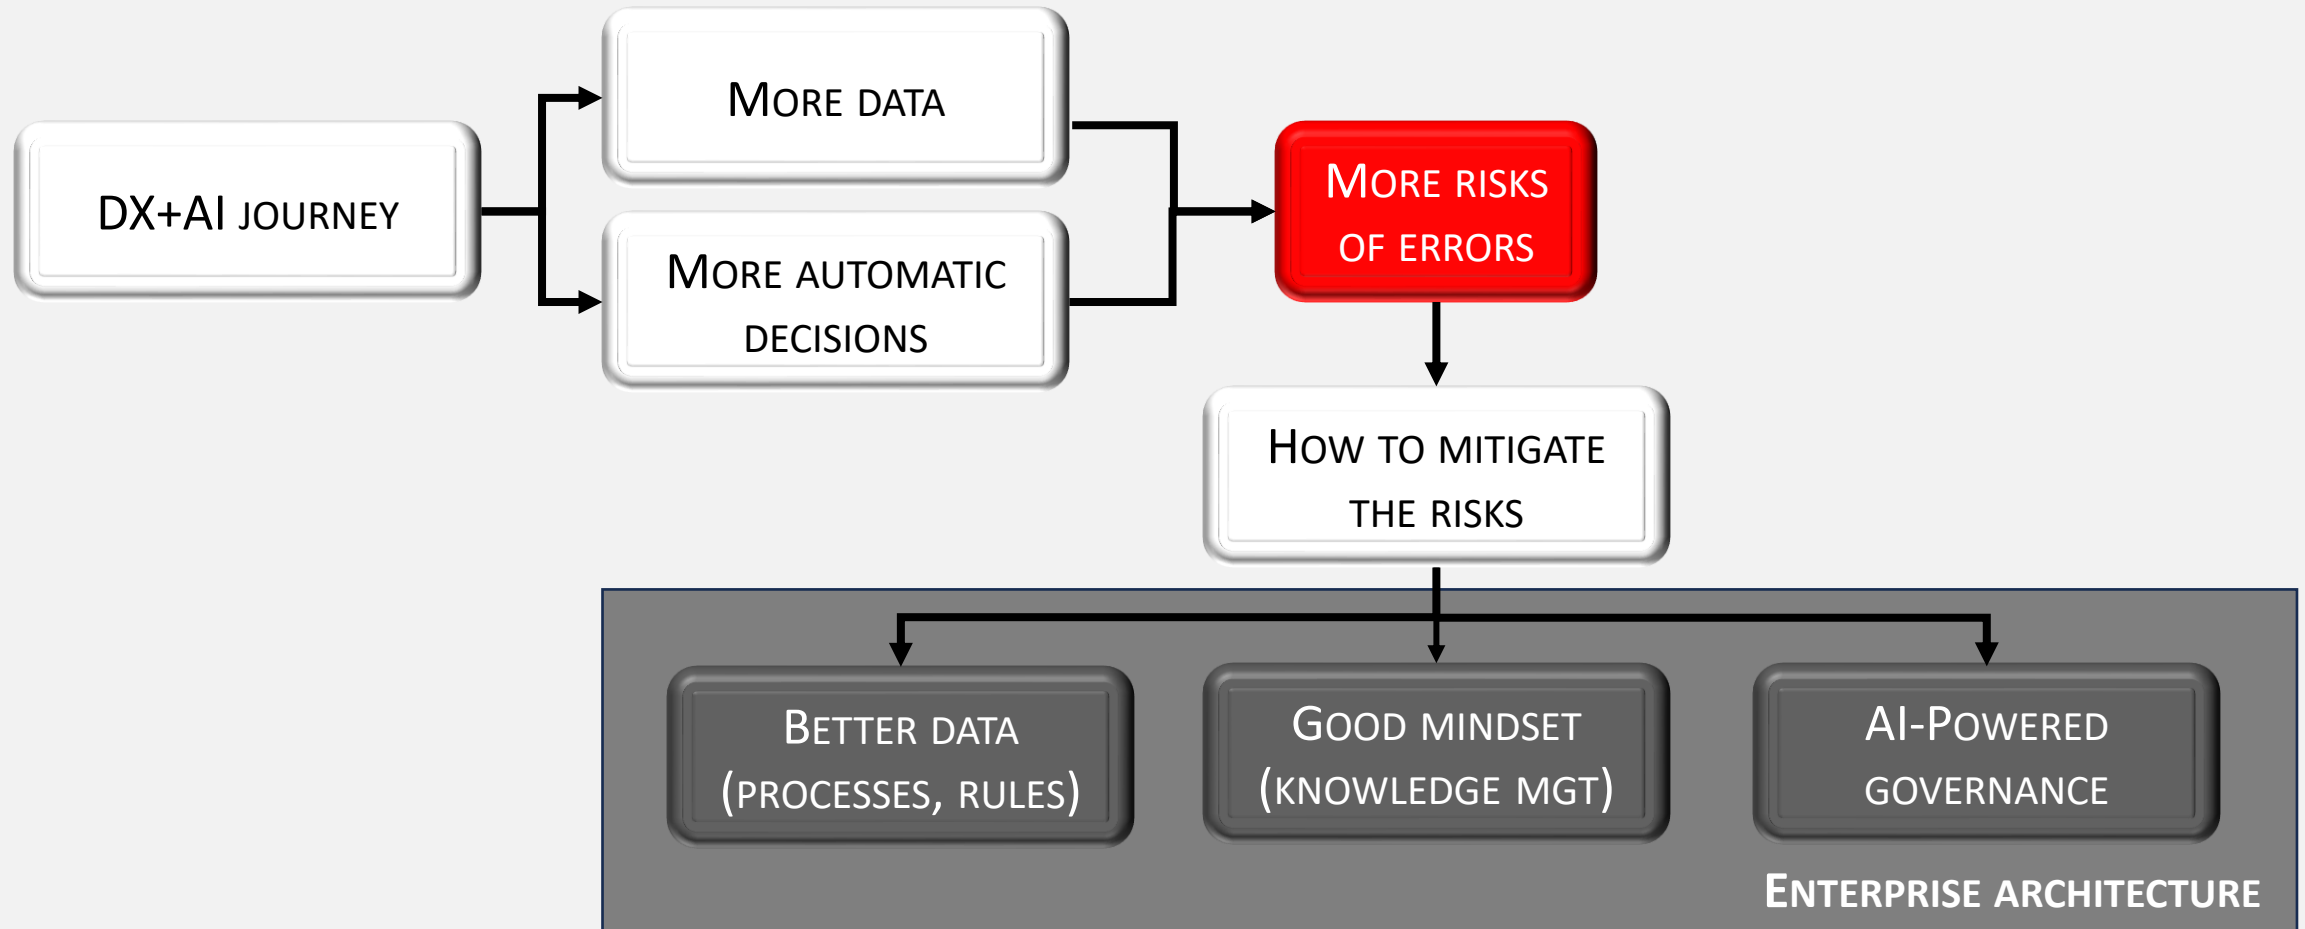 DX+AI JOURNEY
MORE DATA
MORE AUTOMATIC
DECISIONS
MORE RISKS
OF ERRORS
HOW TO MITIGATE
THE RISKS
BETTER DATA
(PROCESSES, RULES)
GOOD MINDSET
(KNOWLEDGE MGT)
AI-POWERED
GOVERNANCE
ENTERPRISE ARCHITECTURE